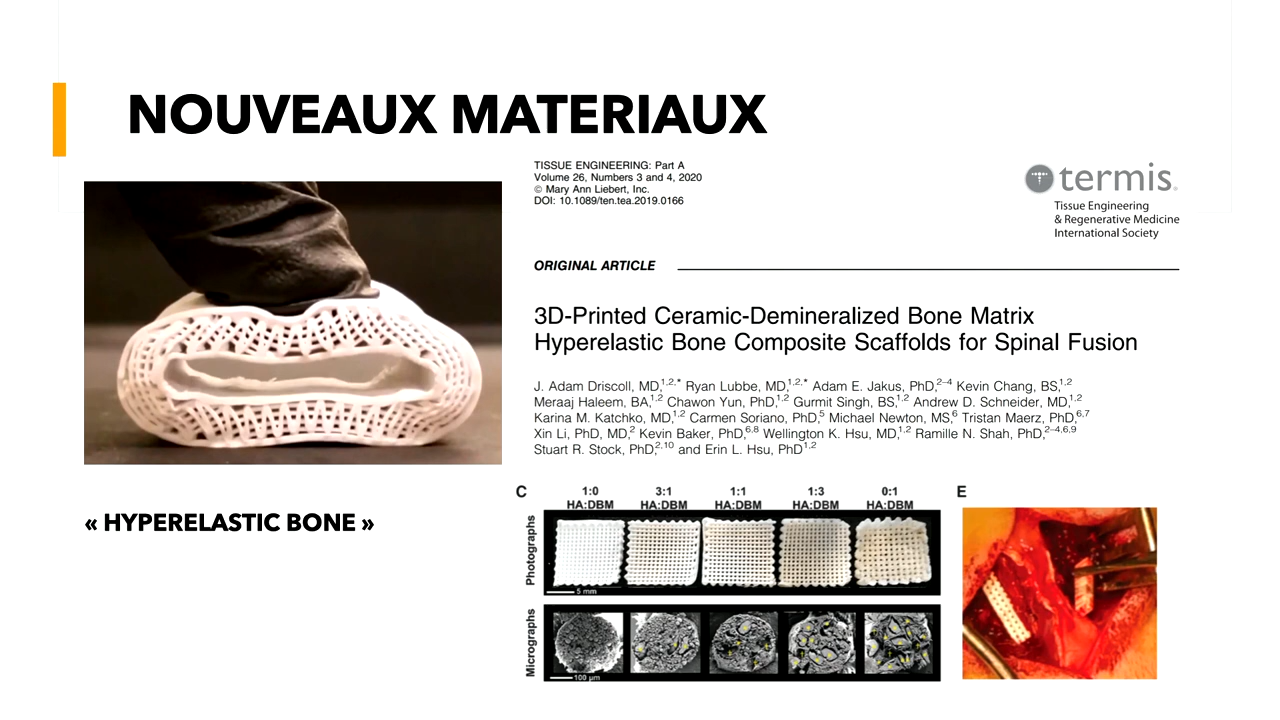 NOUVEAUX MATERIAUX
TISSUE ENGINEERING: Part A
Volume 26, Numbers 3 and 4, 2020
© Mary Ann Liebert, Inc.
DOI: 10.1089/ten.tea.2019.0166
termis.
Tissue Engineering
& Regenerative Medicine
International Society
ORIGINAL ARTICLE
3D-Printed Ceramic-Demineralized Bone Matrix
Hyperelastic Bone Composite Scaffolds for Spinal Fusion
J. Adam Driscoll, MD,1,2,* Ryan Lubbe, MD,1,2,* Adam E. Jakus, PhD,2–4 Kevin Chang, BS,1,2
Meraaj Haleem, BA,1,2 Chawon Yun, PhD,1,2 Gurmit Singh, BS,1,2 Andrew D. Schneider, MD,1,2
Karina M. Katchko, MD,1,2 Carmen Soriano, PhD,5 Michael Newton, MS,6 Tristan Maerz, PhD,6,7
Xin Li, PhD, MD,2 Kevin Baker, PhD,6,8 Wellington K. Hsu, MD,1,2 Ramille N. Shah, PhD,2–4,6,9
Stuart R. Stock, PhD,2,10 and Erin L. Hsu, PhD1,2
« HYPERELASTIC BONE »
C
1:0 3:1 1:1 1:3 0:1
HA:DBM HA:DBM HA:DBM HA:DBM HA:DBM
Photographs
5 mm
Micrographs
100 μm
E